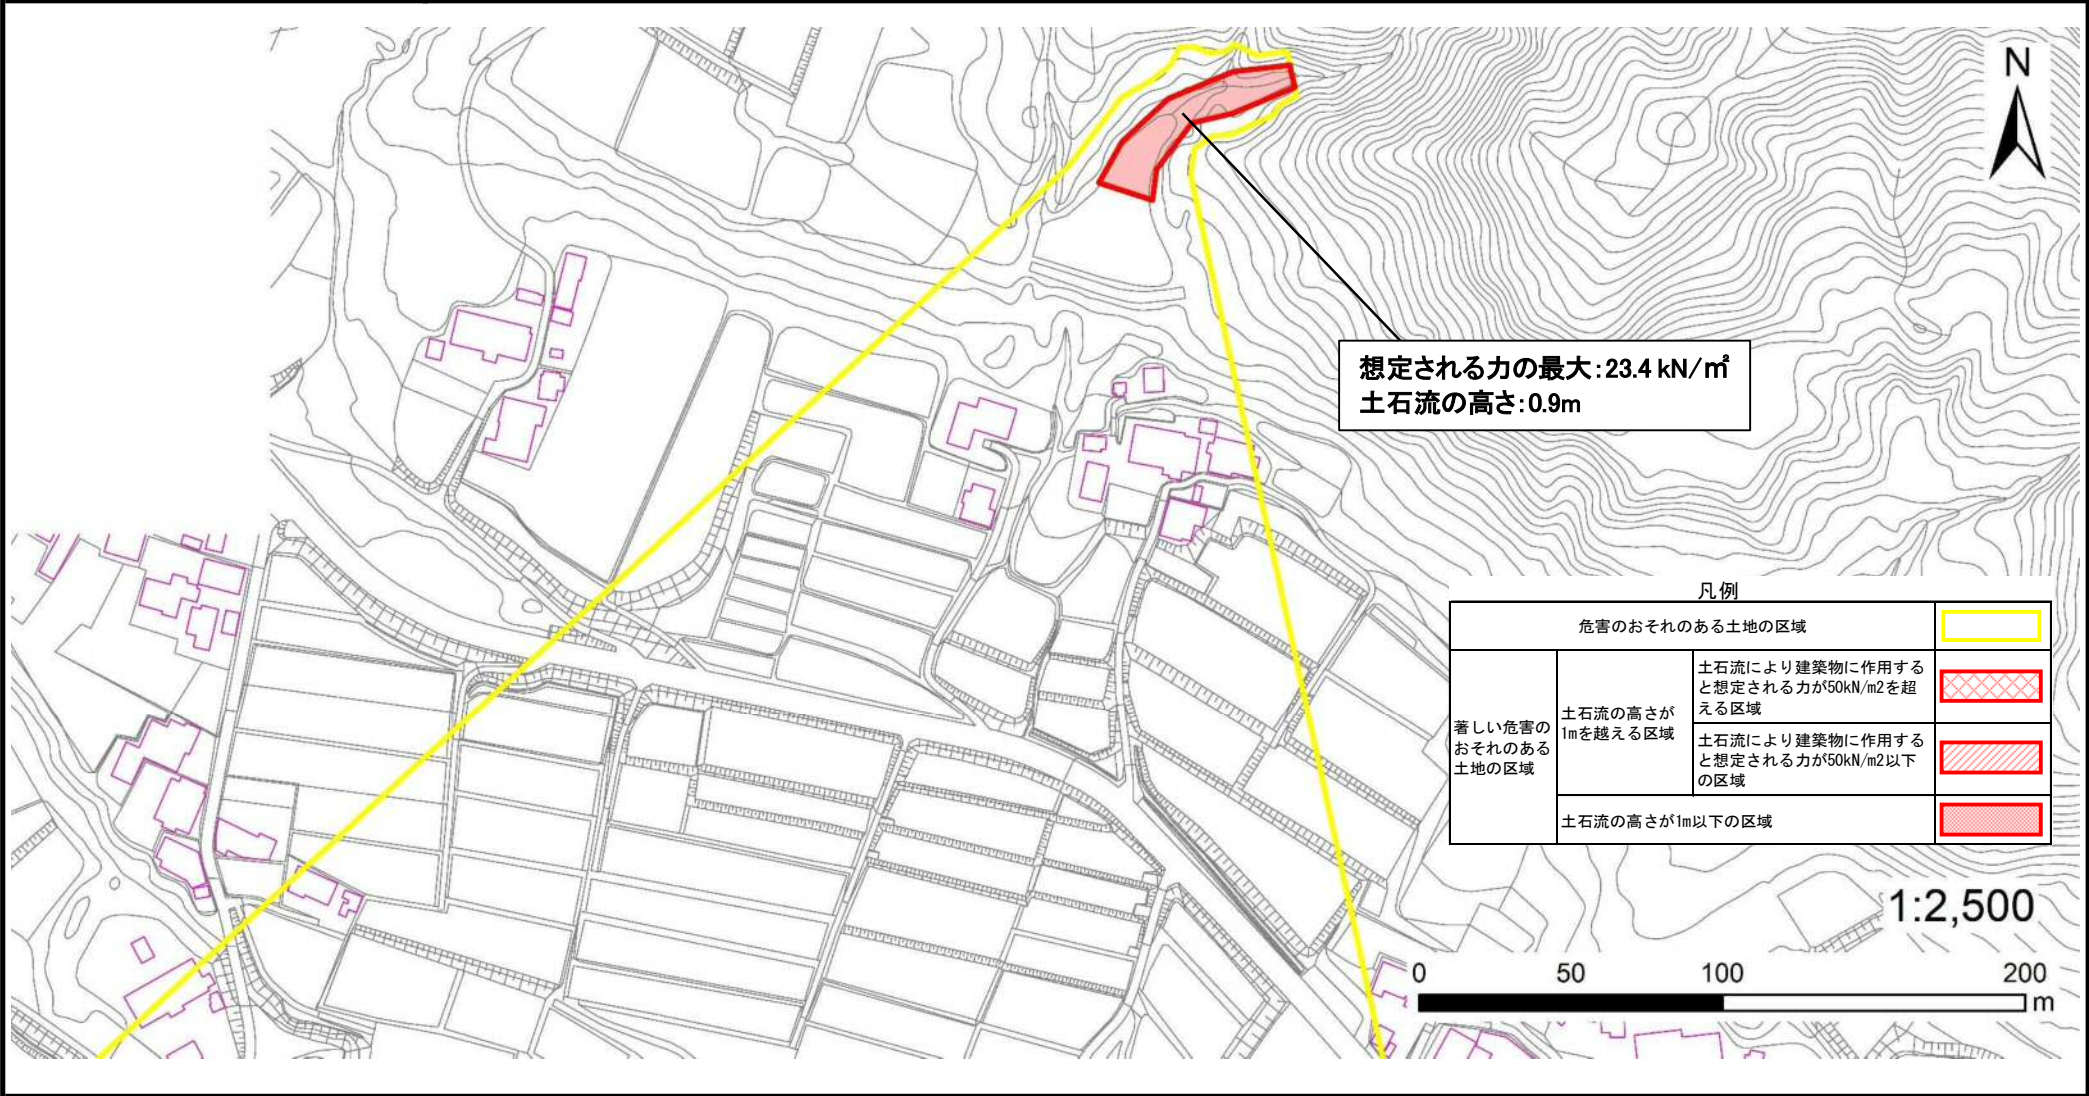 N
想定される力の最大:23.4 kN/㎡
土石流の高さ:0.9m
凡例
危害のおそれのある土地の区域
著しい危害の
おそれのある
土地の区域
土石流の高さが
1mを越える区域
土石流により建築物に作用する
と想定される力が50kN/m2を超
える区域
土石流により建築物に作用する
と想定される力が50kN/m2以下
の区域
土石流の高さが1m以下の区域
1:2,500
0 50 100 200
m